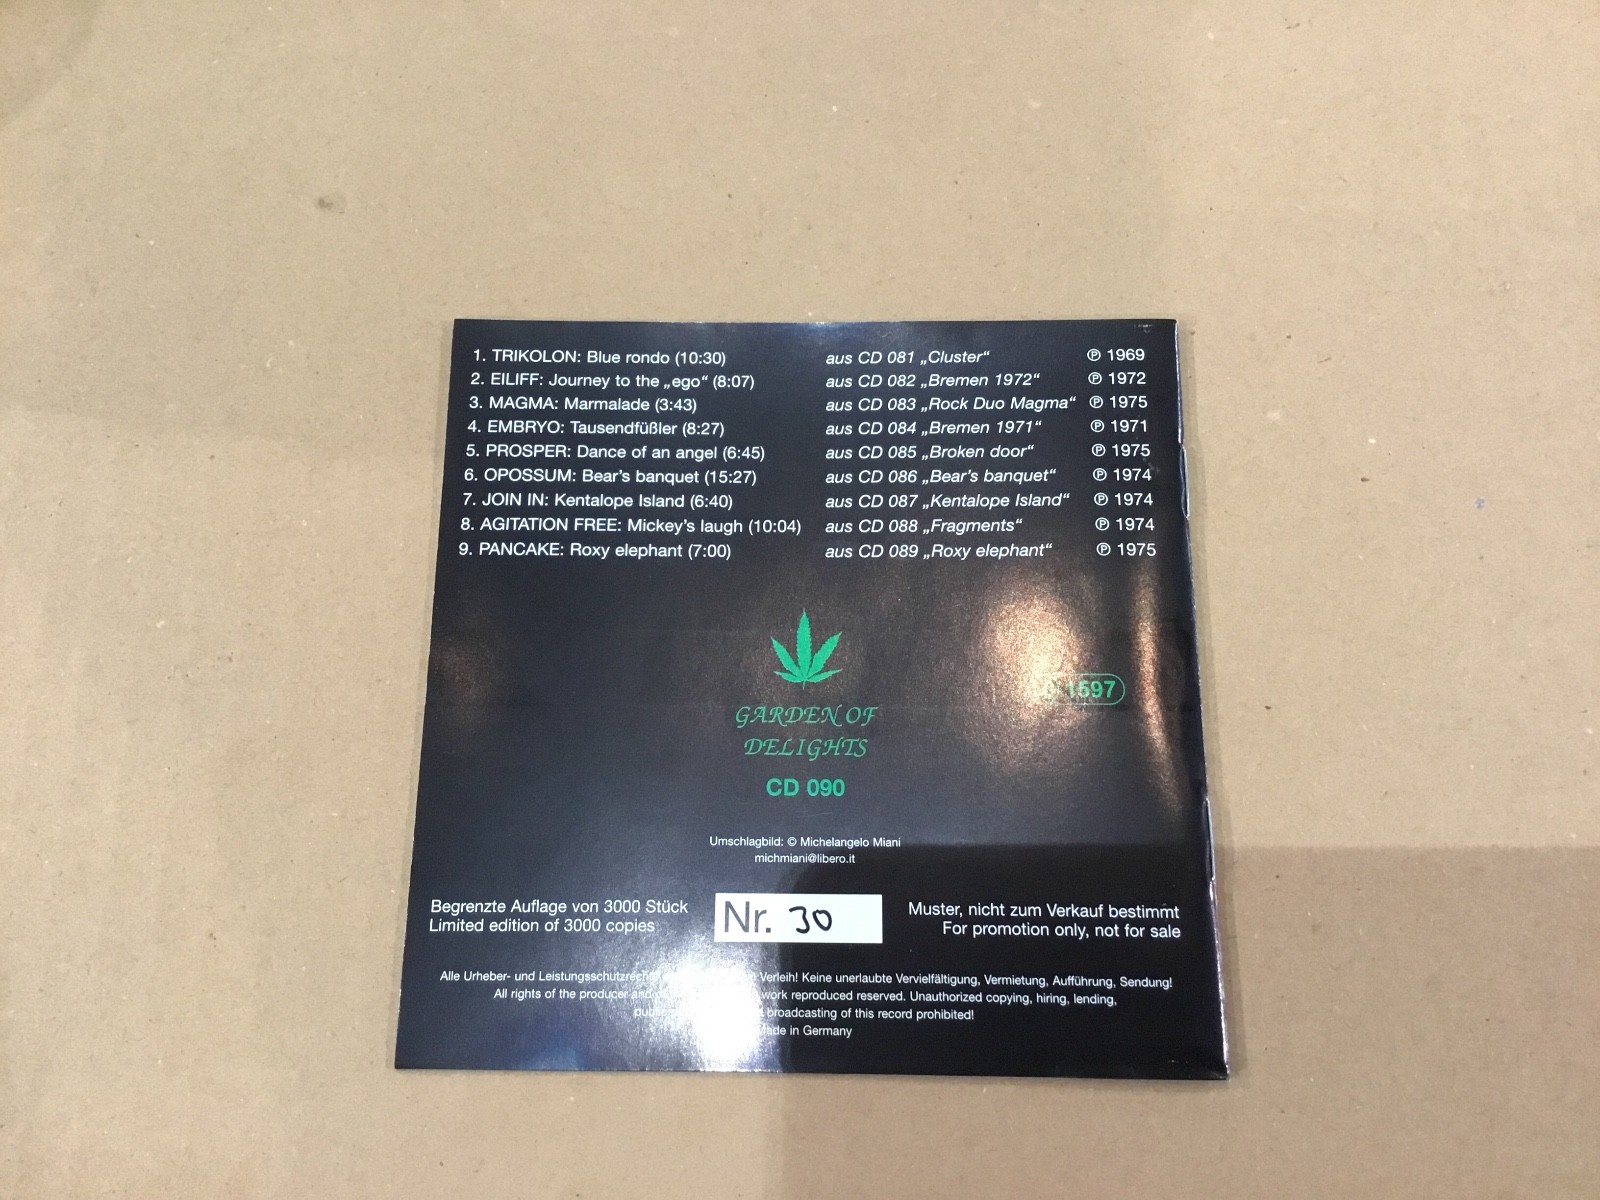 1. TRIKOLON: Blue rondo (10:30) aus CD 081 „Cluster“ ℗ 1969
2. EILIFF: Journey to the „ego“ (8:07) aus CD 082 „Bremen 1972“ ℗ 1972
3. MAGMA: Marmalade (3:43) aus CD 083 „Rock Duo Magma“ ℗ 1975
4. EMBRYO: Tausendfüßler (8:27) aus CD 084 „Bremen 1971“ ℗ 1971
5. PROSPER: Dance of an angel (6:45) aus CD 085 „Broken door“ ℗ 1975
6. OPOSSUM: Bear's banquet (15:27) aus CD 086 „Bear's banquet“ ℗ 1974
7. JOIN IN: Kentalope Island (6:40) aus CD 087 „Kentalope Island“ ℗ 1974
8. AGITATION FREE: Mickey's laugh (10:04) aus CD 088 „Fragments“ ℗ 1974
9. PANCAKE: Roxy elephant (7:00) aus CD 089 „Roxy elephant“ ℗ 1975
1597
GARDEN OF
DELIGHTS
CD 090
Umschlagbild: © Michelangelo Miani
michmiani@libero.it
Begrenzte Auflage von 3000 Stück
Limited edition of 3000 copies
Nr. 30
Muster, nicht zum Verkauf bestimmt
For promotion only, not for sale
Alle Urheber- und Verleih! Keine unerlaubte Vervielfältigung, Vermietung, Aufführung, Sendung!
All rights of the producer and work reproduced reserved. Unauthorized copying, hiring, lending,
broadcasting of this record prohibited!
Made in Germany